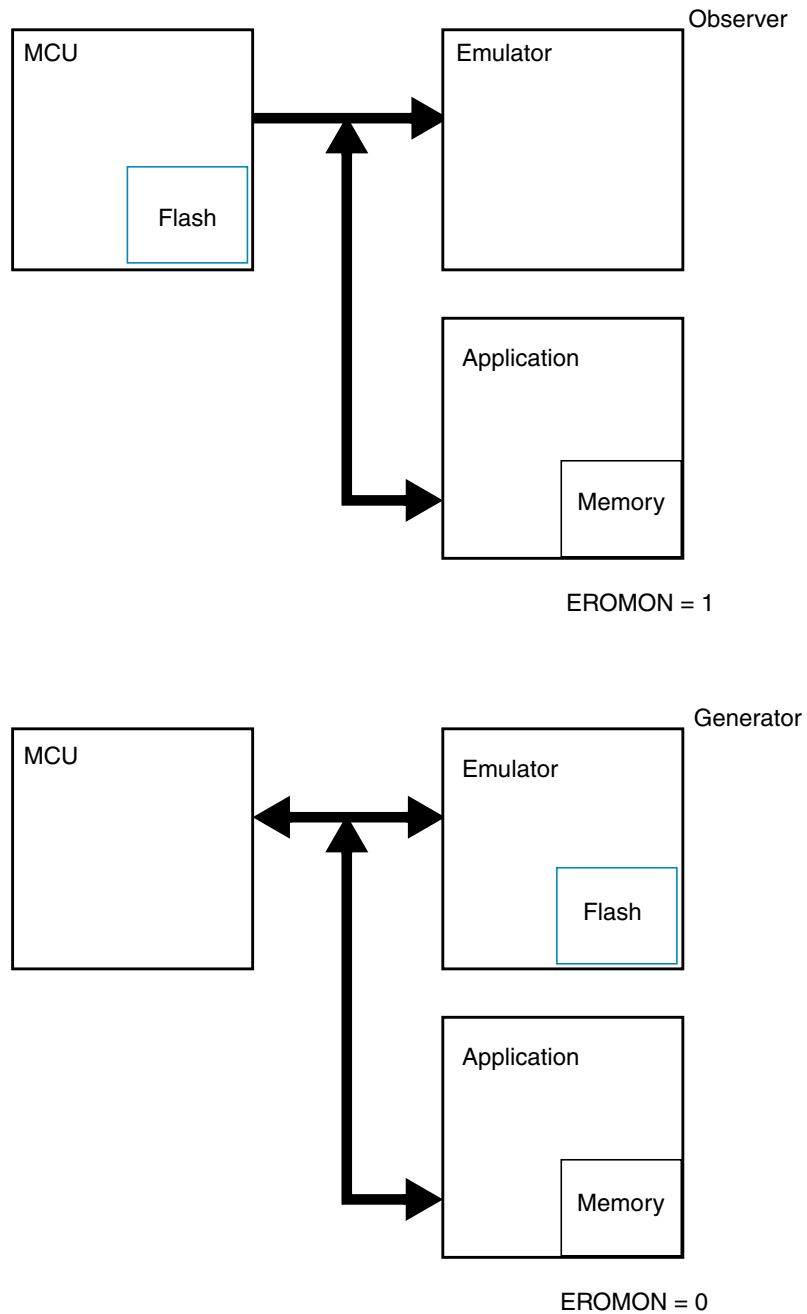 Observer
MCU
Emulator
Flash
Application
Memory
EROMON = 1
Generator
MCU
Emulator
Flash
Application
Memory
EROMON = 0